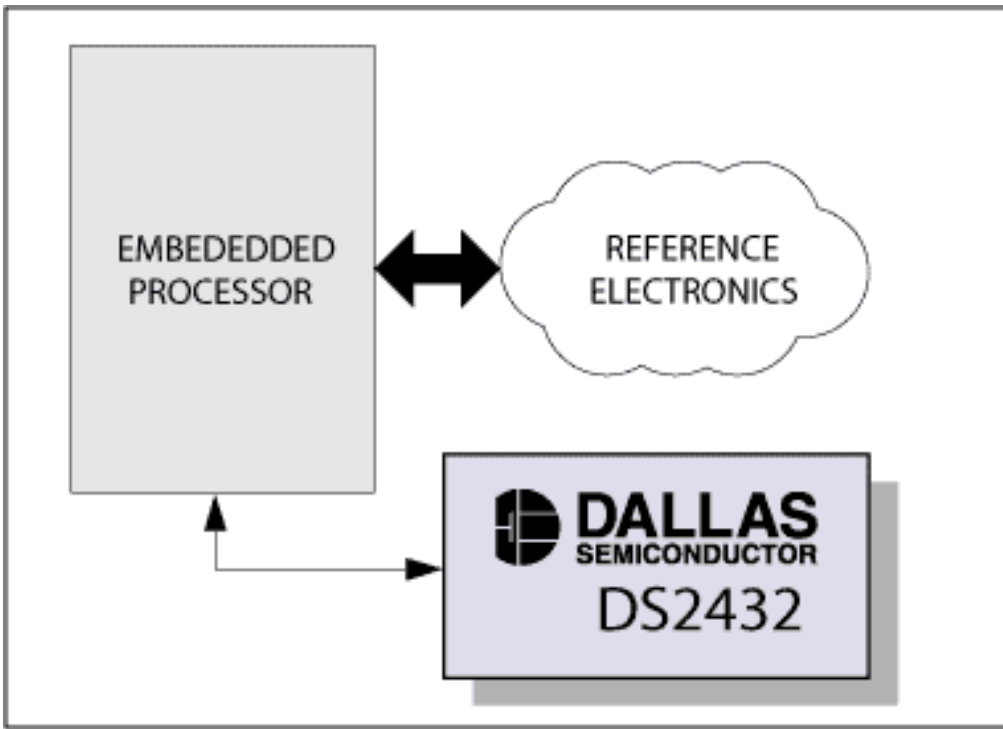 EMBEDEDDED
PROCESSOR
REFERENCE
ELECTRONICS
DALLAS
SEMICONDUCTOR
DS2432